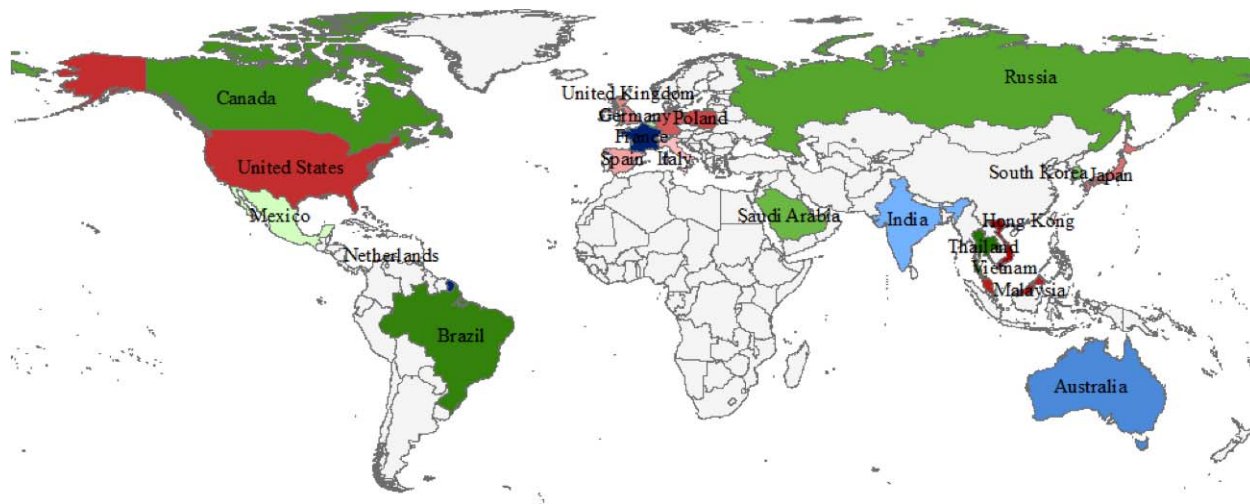 Russia
Canada
United Kingdom
Germany
Poland
France
Spain
Italy
United States
South Korea
Japan
Mexico
Saudi Arabia
India
Hong Kong
Thailand
Netherlands
Vietnam
Malaysia
Brazil
Australia